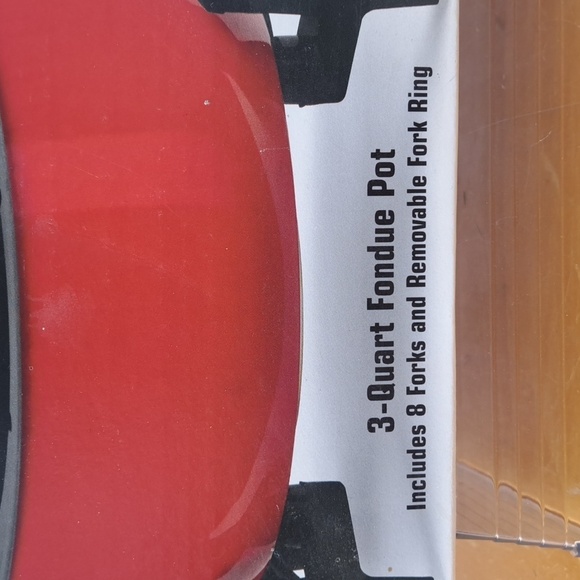 3-Quart Fondue Pot
Includes 8 Forks and Removable Fork Ring